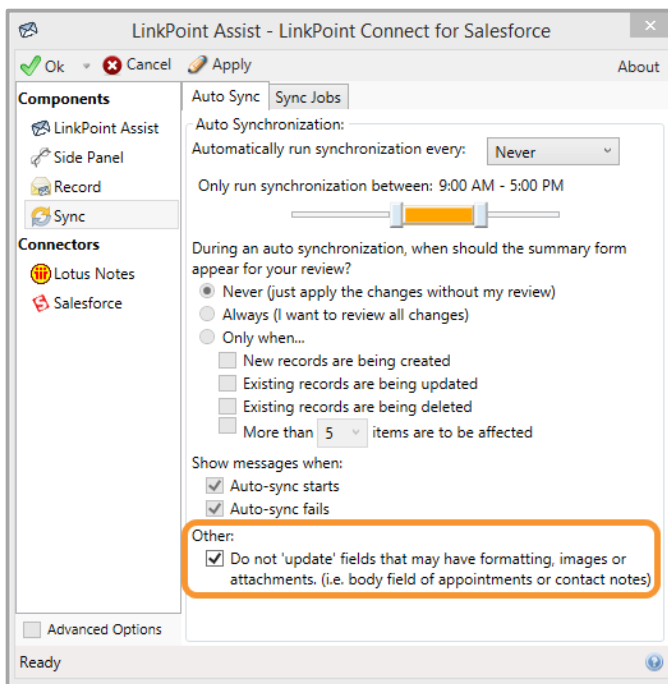 LinkPoint Assist - LinkPoint Connect for Salesforce
Ok Cancel Apply About
Components
LinkPoint Assist
Side Panel
Record
Sync
Connectors
Lotus Notes
Salesforce
Advanced Options
Auto Sync Sync Jobs
Auto Synchronization:
Automatically run synchronization every: Never
Only run synchronization between: 9:00 AM - 5:00 PM
During an auto synchronization, when should the summary form
appear for your review?
Never (just apply the changes without my review)
Always (I want to review all changes)
Only when...
New records are being created
Existing records are being updated
Existing records are being deleted
More than 5 items are to be affected
Show messages when:
Auto-sync starts
Auto-sync fails
Other:
Do not 'update' fields that may have formatting, images or
attachments. (i.e. body field of appointments or contact notes)
Ready